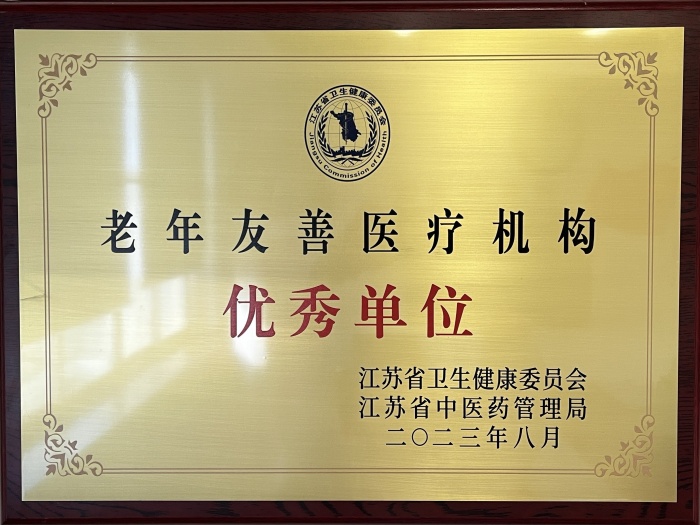 江苏省卫生健康委员会
Jiangsu Commission of Health
老年友善医疗机构
优秀单位
江苏省卫生健康委员会
江苏省中医药管理局
二〇二三年八月